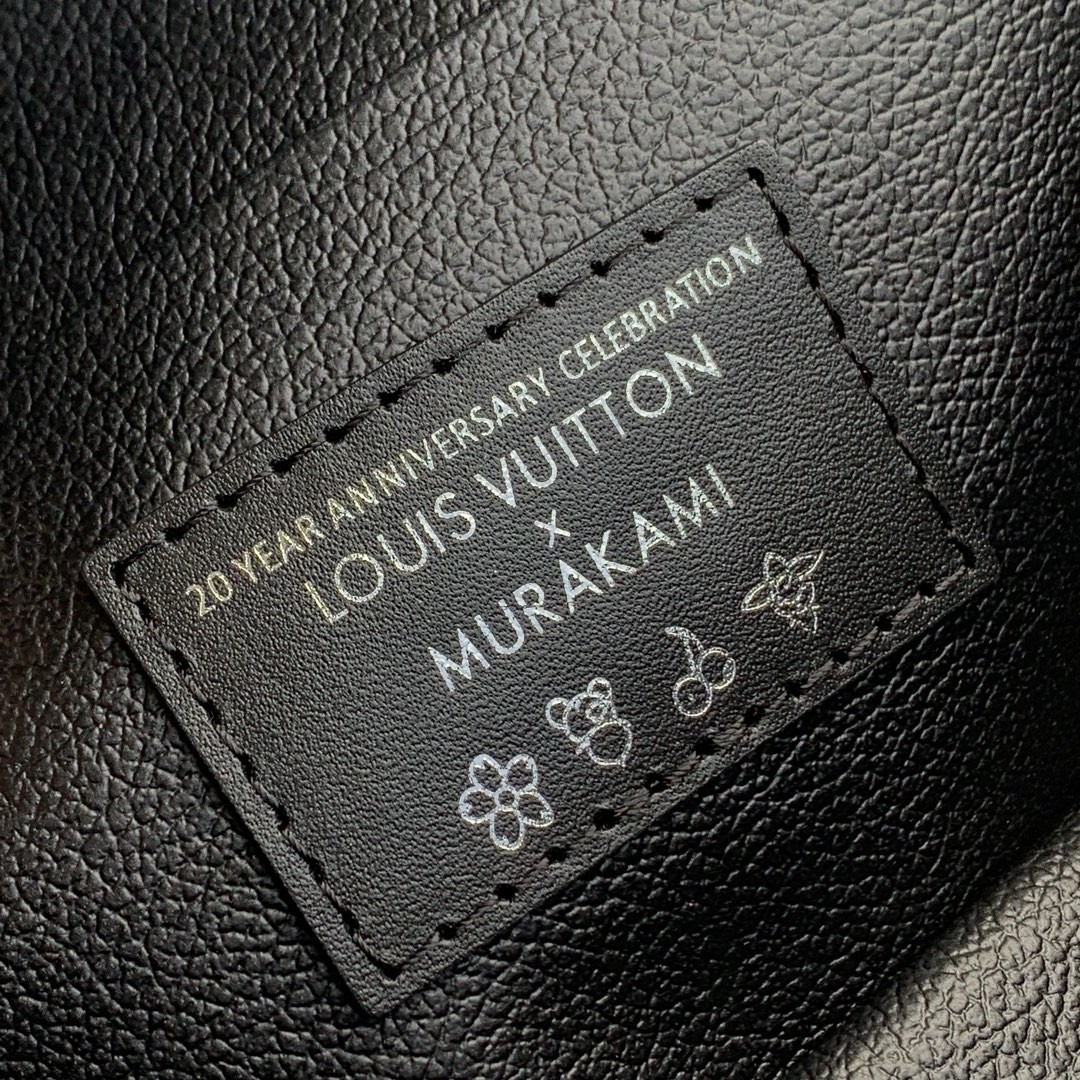 20 YEAR ANNIVERSARY CELEBRATION
LOUIS VUITTON
×
MURAKAMI